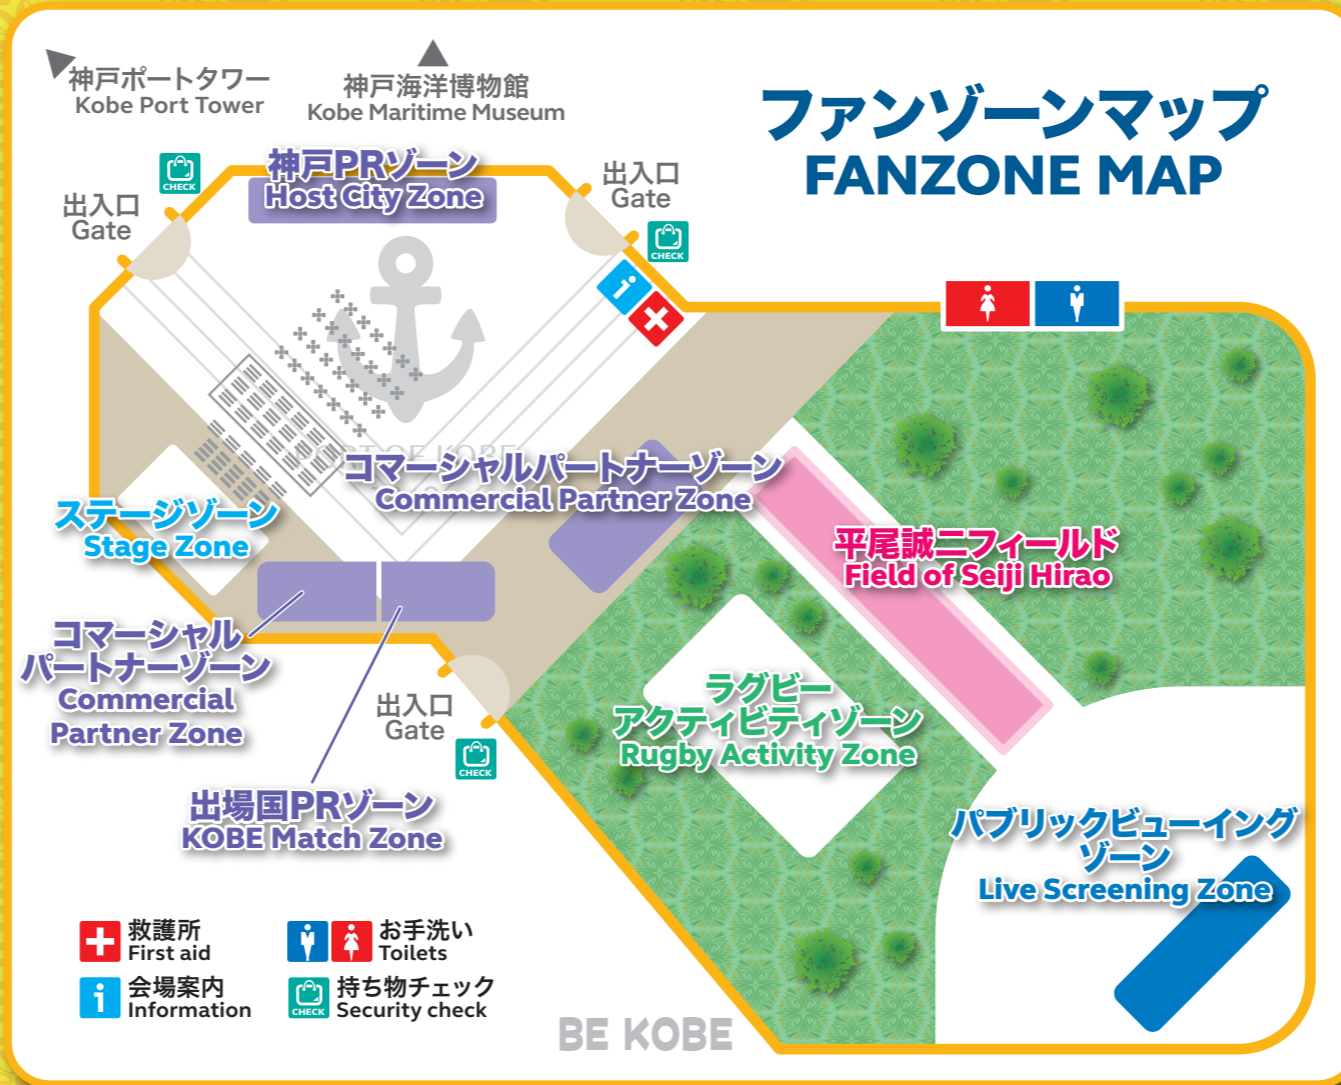 神戸ポートタワー
Kobe Port Tower
神戸海洋博物館
Kobe Maritime Museum
ファンゾーンマップ
FANZONE MAP
CHECK
出入口
Gate
神戸PRゾーン
Host City Zone
出入口
Gate
CHECK
i
PORT OF KOBE
コマーシャルパートナーゾーン
Commercial Partner Zone
ステージゾーン
Stage Zone
平尾誠二フィールド
Field of Seiji Hirao
コマーシャル
パートナーゾーン
Commercial
Partner Zone
出入口
Gate
CHECK
ラグビー
アクティビティゾーン
Rugby Activity Zone
出場国PRゾーン
KOBE Match Zone
パブリックビューイング
ゾーン
Live Screening Zone
救護所
First aid
お手洗い
Toilets
i
会場案内
Information
CHECK
持ち物チェック
Security check
BE KOBE